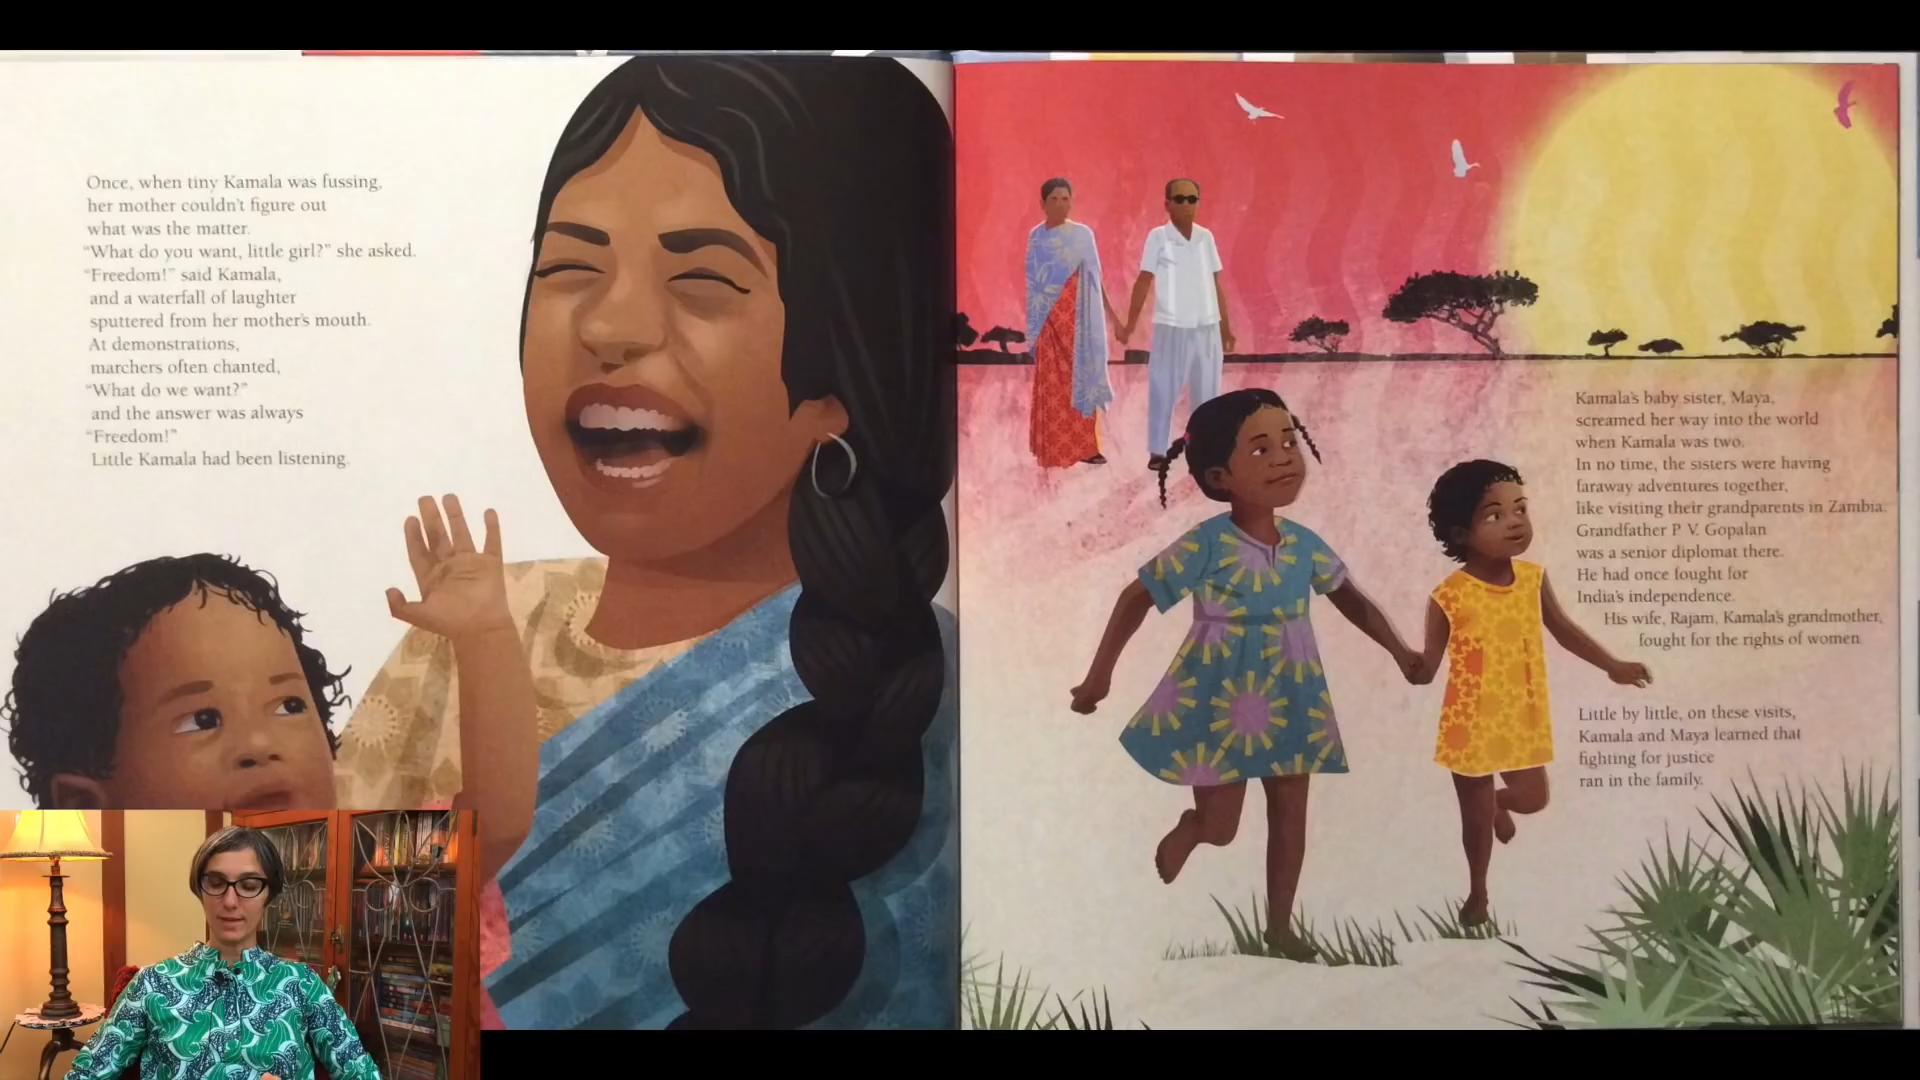 Once, when tiny Kamala was fussing,
her mother couldn't figure out
what was the matter.
"What do you want, little girl?" she asked.
"Freedom!" said Kamala,
and a waterfall of laughter
sputtered from her mother's mouth.
At demonstrations,
marchers often chanted,
"What do we want?"
and the answer was always
"Freedom!"
Little Kamala had been listening.
Kamala's baby sister, Maya,
screamed her way into the world
when Kamala was two.
In no time, the sisters were having
faraway adventures together,
like visiting their grandparents in Zambia.
Grandfather P. V. Gopalan
was a senior diplomat there.
He had once fought for
India's independence.
His wife, Rajam, Kamala's grandmother,
fought for the rights of women.
Little by little, on these visits,
Kamala and Maya learned that
fighting for justice
ran in the family.